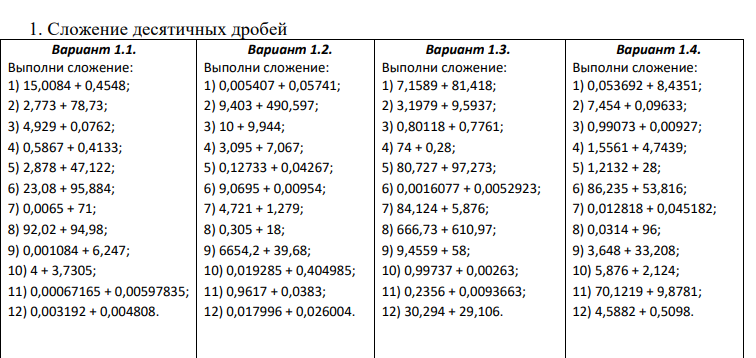 1. Сложение десятичных дробей
Вариант 1.1.
Выполни сложение:
1) 15,0084 + 0,4548;
2) 2,773 + 78,73;
3) 4,929 + 0,0762;
4) 0,5867 + 0,4133;
5) 2,878 + 47,122;
6) 23,08 + 95,884;
7) 0,0065 + 71;
8) 92,02 + 94,98;
9) 0,001084 + 6,247;
10) 4 + 3,7305;
11) 0,00067165 + 0,00597835;
12) 0,003192 + 0,004808.
Вариант 1.2.
Выполни сложение:
1) 0,005407 + 0,05741;
2) 9,403 + 490,597;
3) 10 + 9,944;
4) 3,095 + 7,067;
5) 0,12733 + 0,04267;
6) 9,0695 + 0,00954;
7) 4,721 + 1,279;
8) 0,305 + 18;
9) 6654,2 + 39,68;
10) 0,019285 + 0,404985;
11) 0,9617 + 0,0383;
12) 0,017996 + 0,026004.
Вариант 1.3.
Выполни сложение:
1) 7,1589 + 81,418;
2) 3,1979 + 9,5937;
3) 0,80118 + 0,7761;
4) 74 + 0,28;
5) 80,727 + 97,273;
6) 0,0016077 + 0,0052923;
7) 84,124 + 5,876;
8) 666,73 + 610,97;
9) 9,4559 + 58;
10) 0,99737 + 0,00263;
11) 0,2356 + 0,0093663;
12) 30,294 + 29,106.
Вариант 1.4.
Выполни сложение:
1) 0,053692 + 8,4351;
2) 7,454 + 0,09633;
3) 0,99073 + 0,00927;
4) 1,5561 + 4,7439;
5) 1,2132 + 28;
6) 86,235 + 53,816;
7) 0,012818 + 0,045182;
8) 0,0314 + 96;
9) 3,648 + 33,208;
10) 5,876 + 2,124;
11) 70,1219 + 9,8781;
12) 4,5882 + 0,5098.